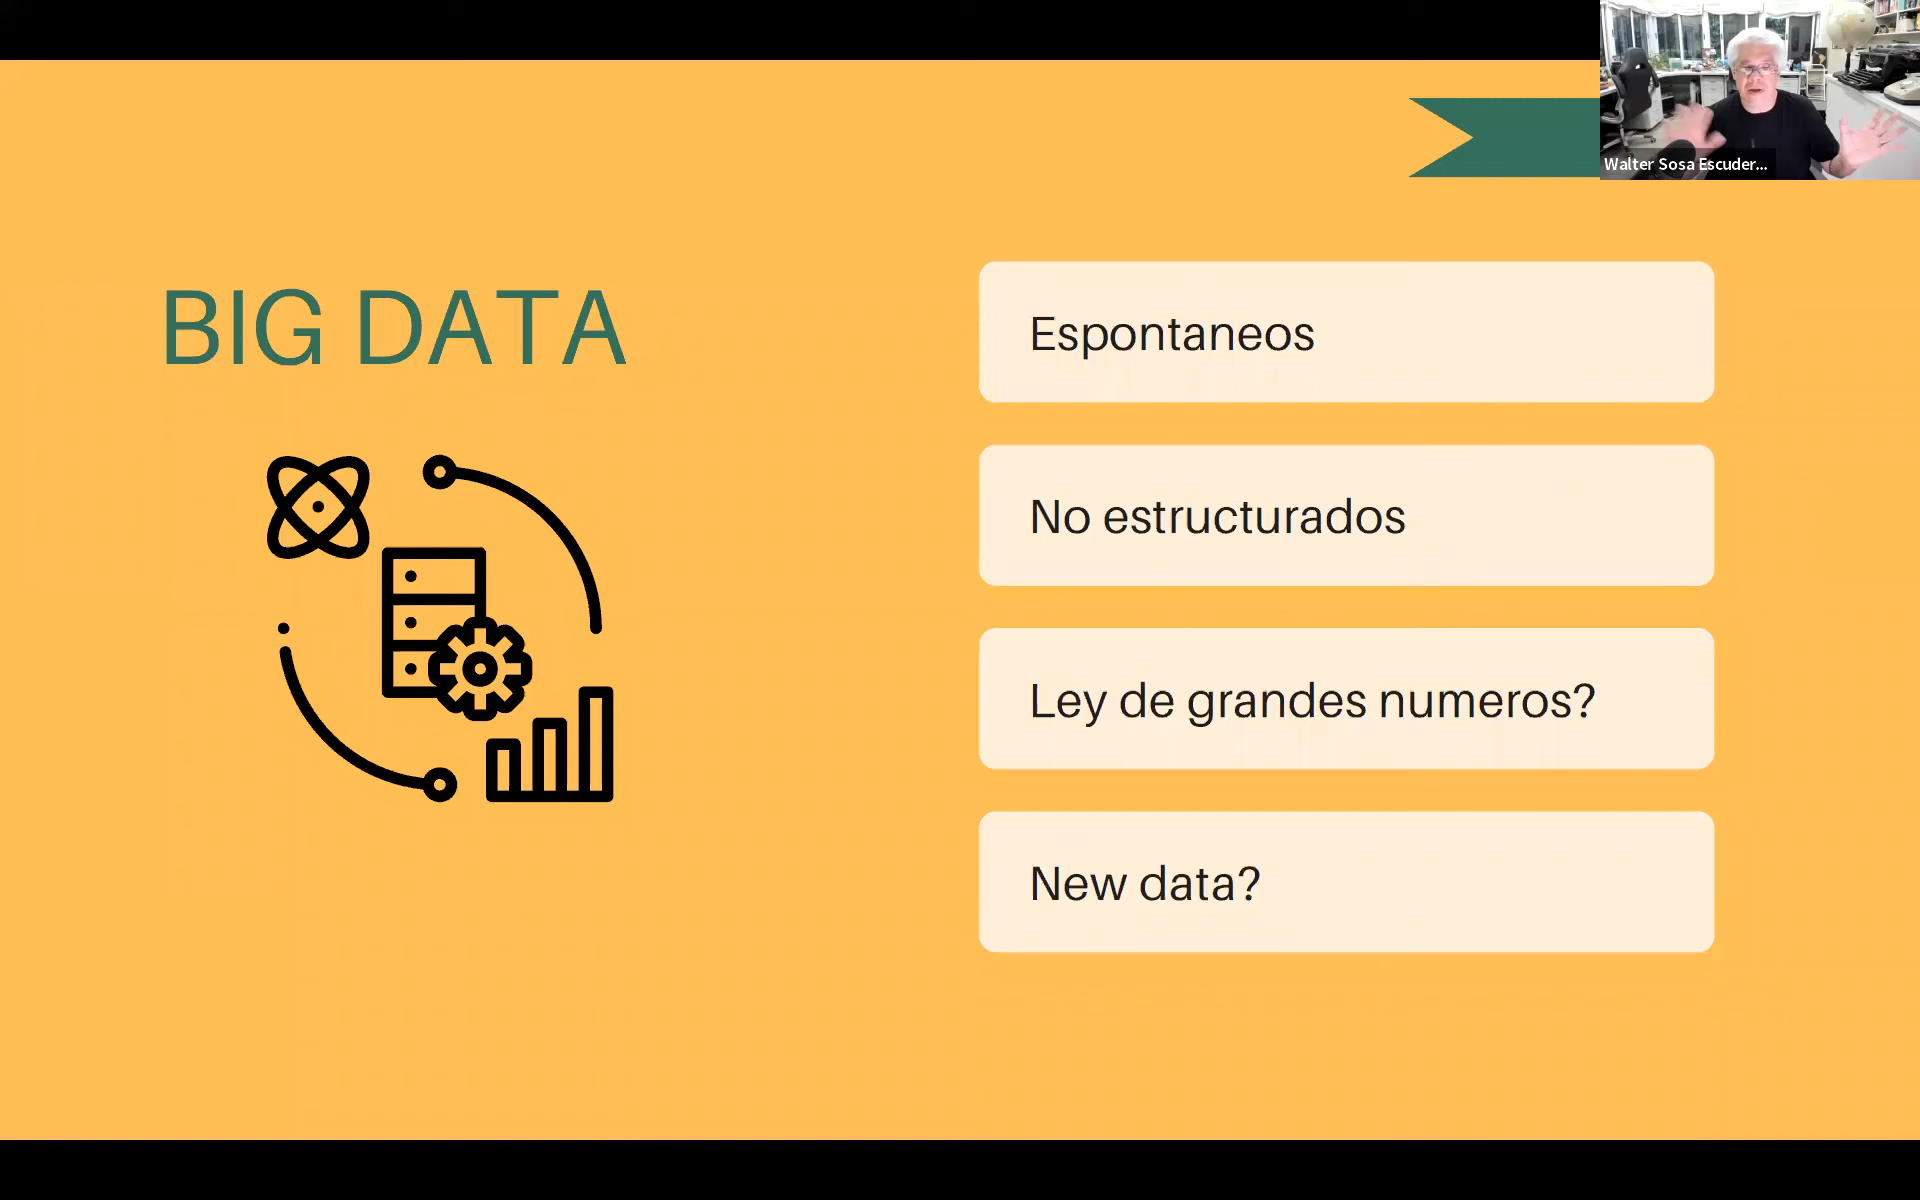 Walter Sosa Escuder...
BIG DATA
Espontaneos
No estructurados
Ley de grandes numeros?
New data?